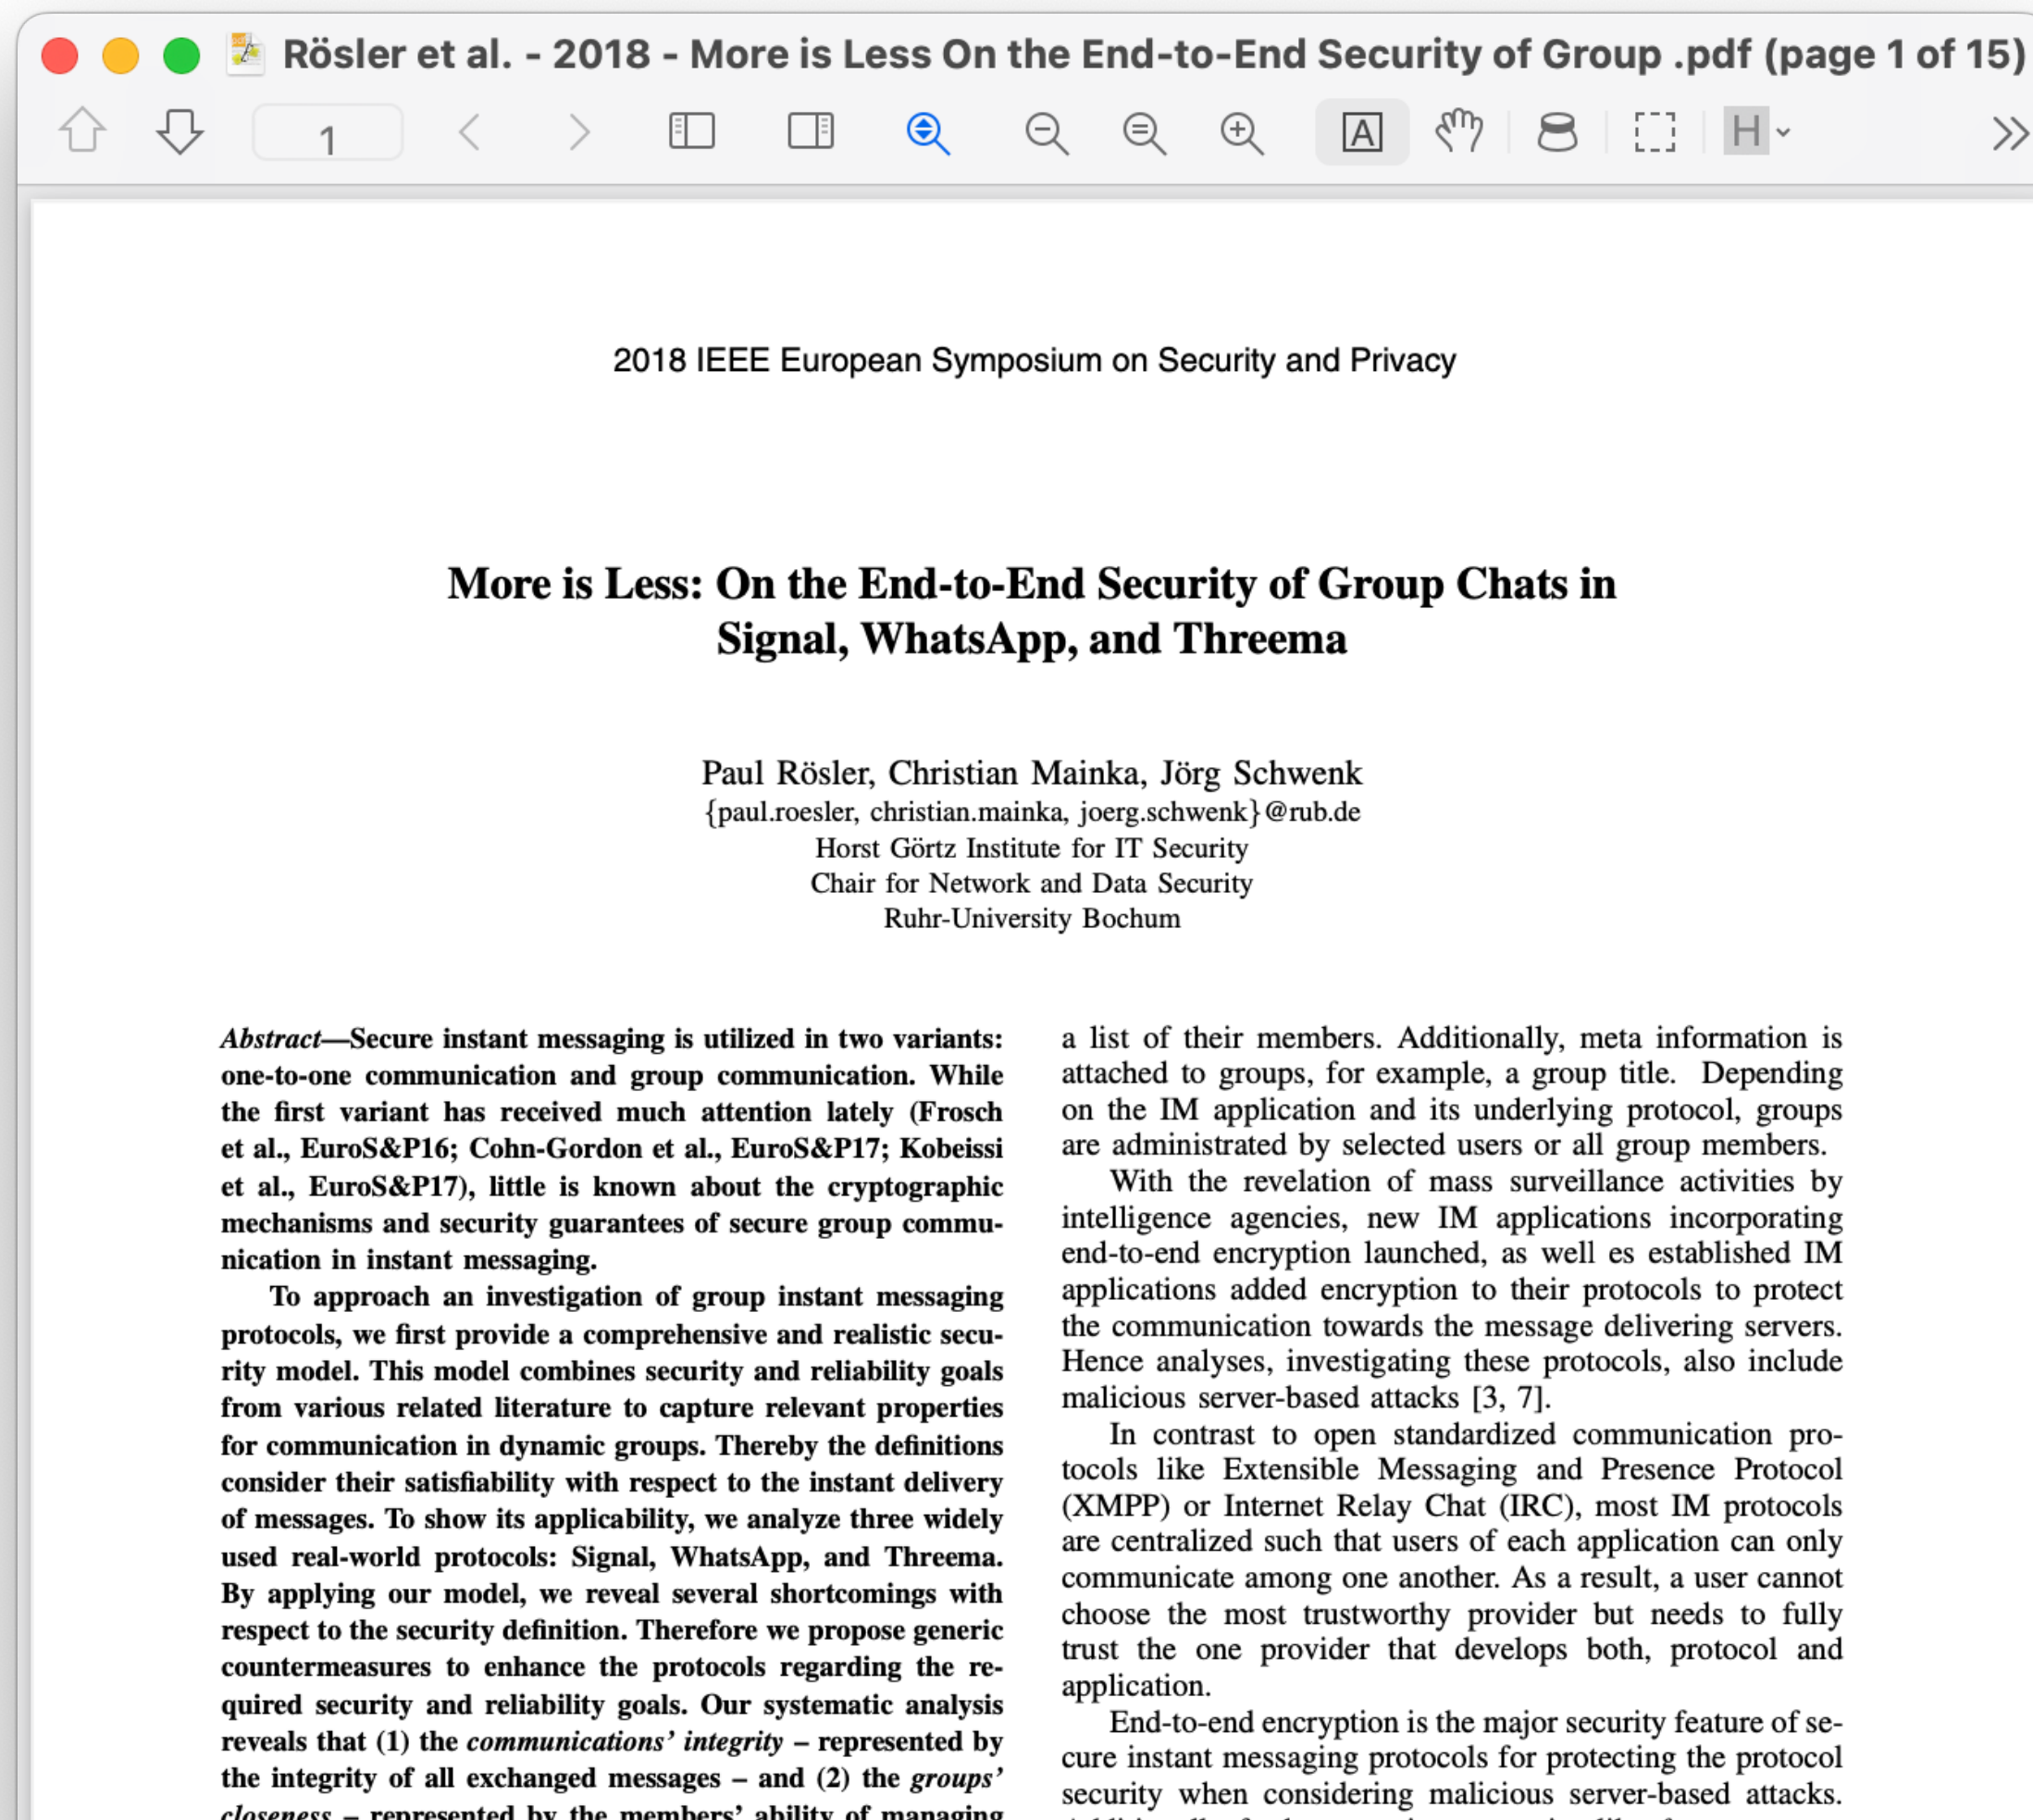 Rösler et al. - 2018 - More is Less On the End-to-End Security of Group .pdf (page 1 of 15)
1
A
H
2018 IEEE European Symposium on Security and Privacy
More is Less: On the End-to-End Security of Group Chats in
Signal, WhatsApp, and Threema
Paul Rösler, Christian Mainka, Jörg Schwenk
{paul.roesler, christian.mainka, joerg.schwenk}@rub.de
Horst Görtz Institute for IT Security
Chair for Network and Data Security
Ruhr-University Bochum
Abstract—Secure instant messaging is utilized in two variants:
one-to-one communication and group communication. While
the first variant has received much attention lately (Frosch
et al., EuroS&P16; Cohn-Gordon et al., EuroS&P17; Kobeissi
et al., EuroS&P17), little is known about the cryptographic
mechanisms and security guarantees of secure group commu-
nication in instant messaging.
To approach an investigation of group instant messaging
protocols, we first provide a comprehensive and realistic secu-
rity model. This model combines security and reliability goals
from various related literature to capture relevant properties
for communication in dynamic groups. Thereby the definitions
consider their satisfiability with respect to the instant delivery
of messages. To show its applicability, we analyze three widely
used real-world protocols: Signal, WhatsApp, and Threema.
By applying our model, we reveal several shortcomings with
respect to the security definition. Therefore we propose generic
countermeasures to enhance the protocols regarding the re-
quired security and reliability goals. Our systematic analysis
reveals that (1) the communications' integrity – represented by
the integrity of all exchanged messages – and (2) the groups'
closeness – represented by the members' ability of managing
a list of their members. Additionally, meta information is
attached to groups, for example, a group title. Depending
on the IM application and its underlying protocol, groups
are administrated by selected users or all group members.
With the revelation of mass surveillance activities by
intelligence agencies, new IM applications incorporating
end-to-end encryption launched, as well es established IM
applications added encryption to their protocols to protect
the communication towards the message delivering servers.
Hence analyses, investigating these protocols, also include
malicious server-based attacks [3, 7].
In contrast to open standardized communication pro-
tocols like Extensible Messaging and Presence Protocol
(XMPP) or Internet Relay Chat (IRC), most IM protocols
are centralized such that users of each application can only
communicate among one another. As a result, a user cannot
choose the most trustworthy provider but needs to fully
trust the one provider that develops both, protocol and
application.
End-to-end encryption is the major security feature of se-
cure instant messaging protocols for protecting the protocol
security when considering malicious server-based attacks.